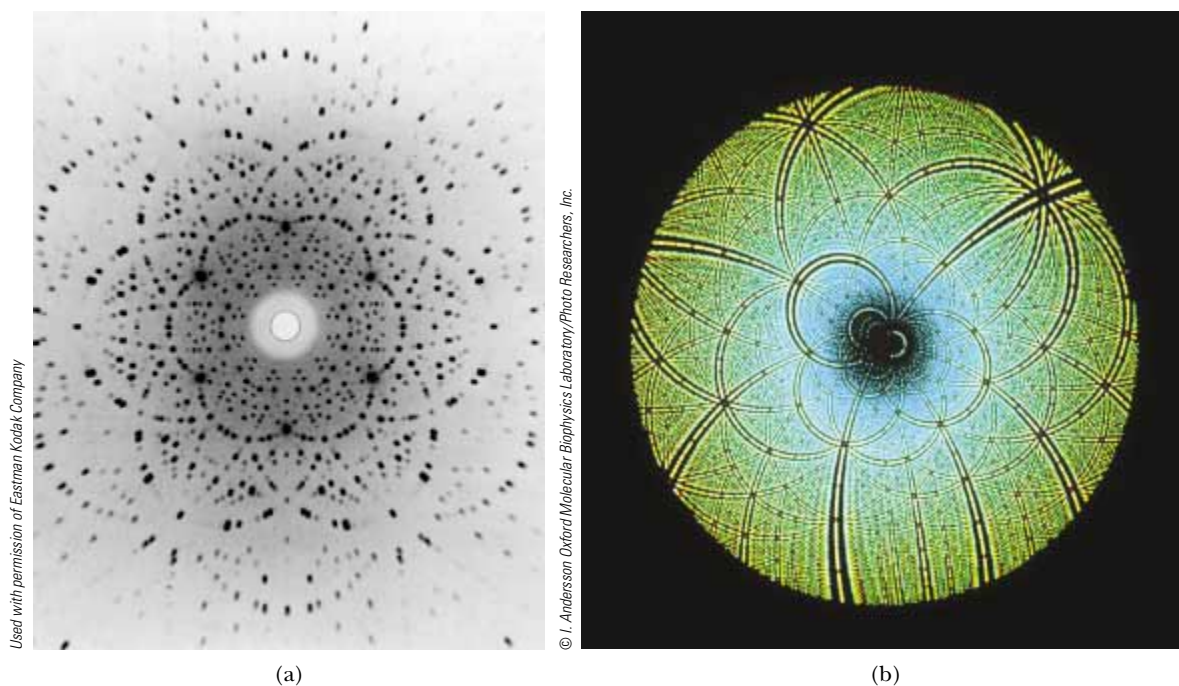 Used with permission of Eastman Kodak Company
© I. Andersson Oxford Molecular Biophysics Laboratory/Photo Researchers, Inc.
(a)
(b)